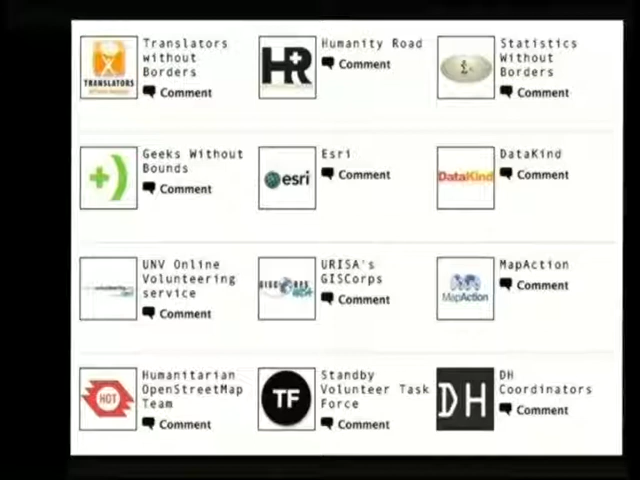 Translators without Borders
Comment
TRANSLATORS
Humanity Road
Comment
HR
Statistics Without Borders
Comment
Geeks Without Bounds
Comment
Esri
Comment
esri
DataKind
Comment
DataKind
UNV Online Volunteering service
Comment
URISA's GISCorps
Comment
MapAction
Comment
MapAction
Humanitarian OpenStreetMap Team
Comment
HOT
Standby Volunteer Task Force
Comment
TF
DH Coordinators
Comment
DH